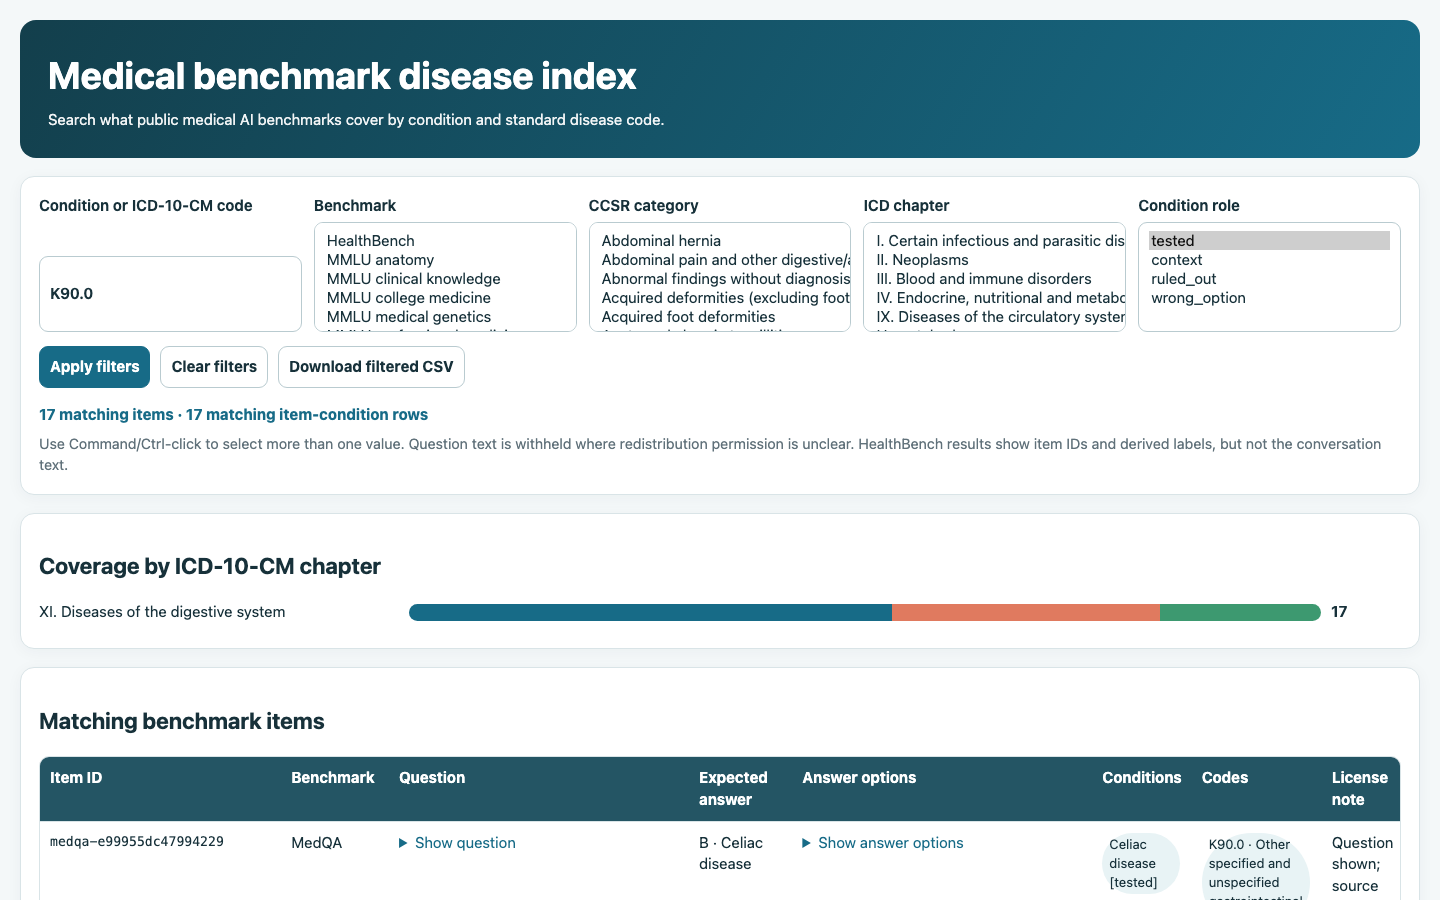 Medical benchmark disease index
Search what public medical AI benchmarks cover by condition and standard disease code.
Condition or ICD-10-CM code
K90.0
Benchmark
HealthBench
MMLU anatomy
MMLU clinical knowledge
MMLU college medicine
MMLU medical genetics
CCSR category
Abdominal hernia
Abdominal pain and other digestive/a
Abnormal findings without diagnosis
Acquired deformities (excluding foot
Acquired foot deformities
ICD chapter
I. Certain infectious and parasitic dis
II. Neoplasms
III. Blood and immune disorders
IV. Endocrine, nutritional and metabo
IX. Diseases of the circulatory system
Condition role
tested
context
ruled_out
wrong_option
Apply filters
Clear filters
Download filtered CSV
17 matching items · 17 matching item-condition rows
Use Command/Ctrl-click to select more than one value. Question text is withheld where redistribution permission is unclear. HealthBench results show item IDs and derived labels, but not the conversation
text.
Coverage by ICD-10-CM chapter
XI. Diseases of the digestive system
17
Matching benchmark items
Item ID
Benchmark
Question
Expected
answer
Answer options
Conditions
Codes
License
note
medqa-e99955dc47994229
MedQA
Show question
B · Celiac
disease
Show answer options
Celiac
disease
[tested]
K90.0 · Other
specified and
unspecified
Question
shown;
source